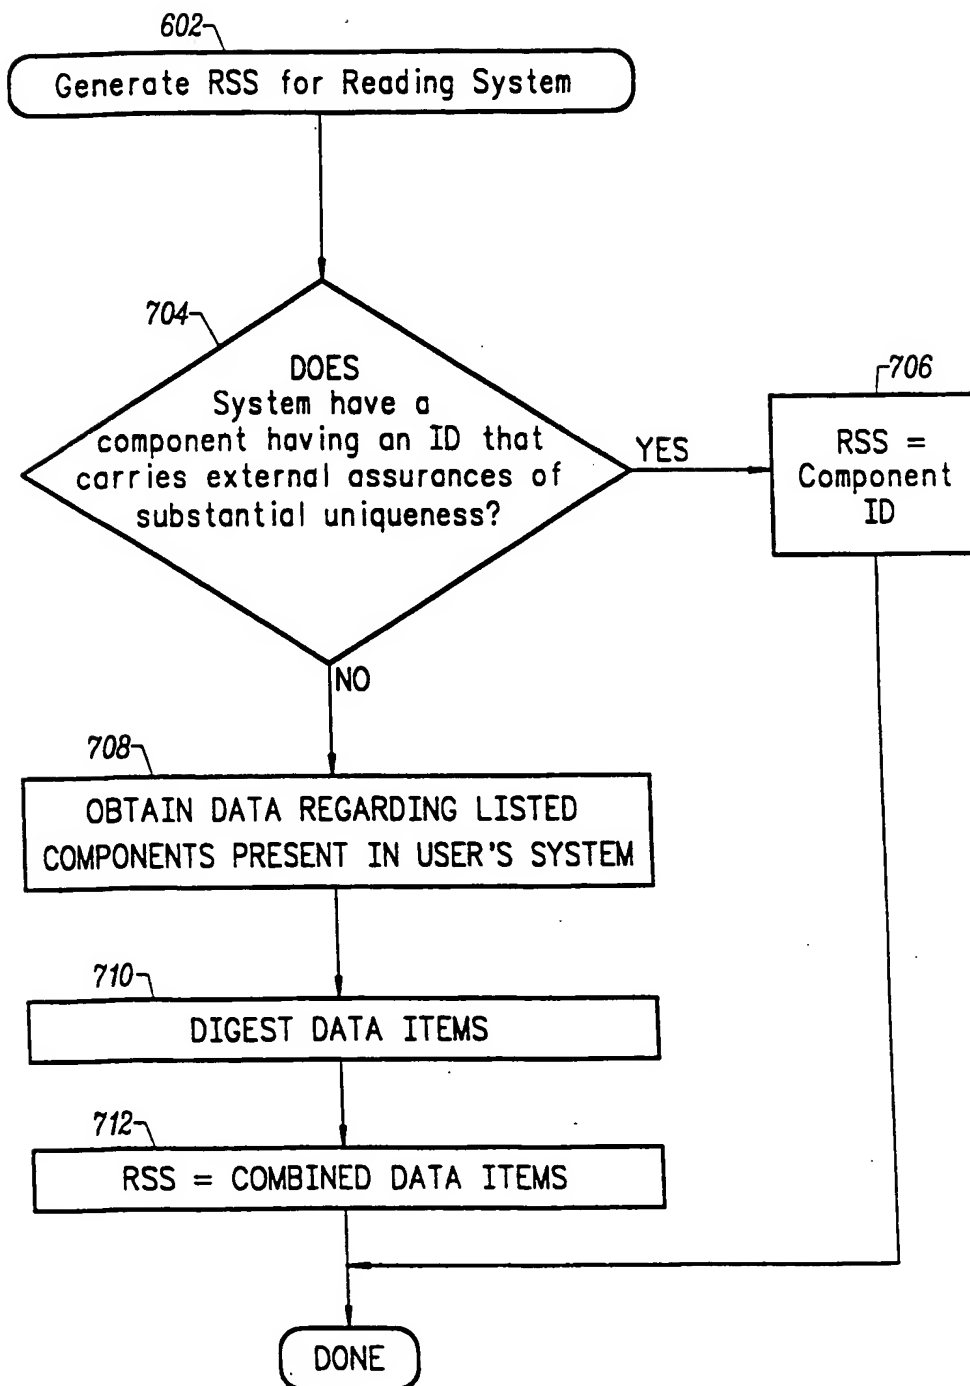 602
Generate RSS for Reading System
704
DOES
System have a
component having an ID that
carries external assurances of
substantial uniqueness?
YES
706
RSS =
Component
ID
NO
708
OBTAIN DATA REGARDING LISTED
COMPONENTS PRESENT IN USER'S SYSTEM
710
DIGEST DATA ITEMS
712
RSS = COMBINED DATA ITEMS
DONE